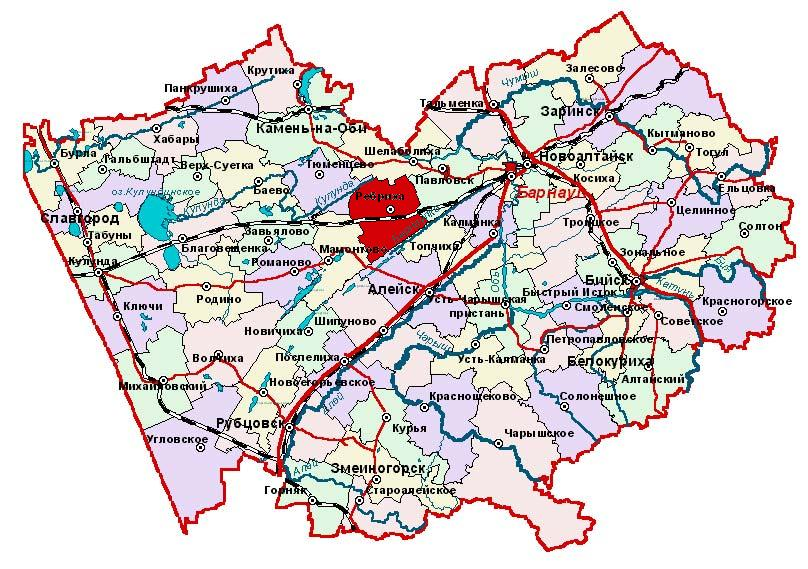 Крутиха
Залесово
Чумыш
Панкрушиха
Тальменка
Заринск
Камень-на-Оби
Кытманово
Хабары
Тогул
Бурла
Гальбштадт
Шелаболиха
Новоалтайск
Верх-Суетка
Тюменцево
Павловск
Косиха
Ельцовка
Баево
Кулунда
Ребриха
Барнаул
оз.Кулундинское
Кулунда
Целинное
Славгород
Калманка
Троицкое
Солтон
Табуны
Завьялово
Благовещенка
Мамонтово
Топчиха
Зональное
Кулунда
Романово
Обь
Бийск
Бия
Катунь
Родино
Алейск
Усть-Чарышская
пристань
Быстрый Исток
Смоленское
Красногорское
Ключи
Новичиха
Шипуново
Советское
Чарыш
Петропавловское
Волчиха
Поспелиха
Усть-Калманка
Белокуриха
Михайловский
Новоегорьевское
Алтайский
Алей
Краснощеково
Солонешное
Рубцовск
Курья
Чарышское
Угловское
Алей
Змеиногорск
Горняк
Староалейское